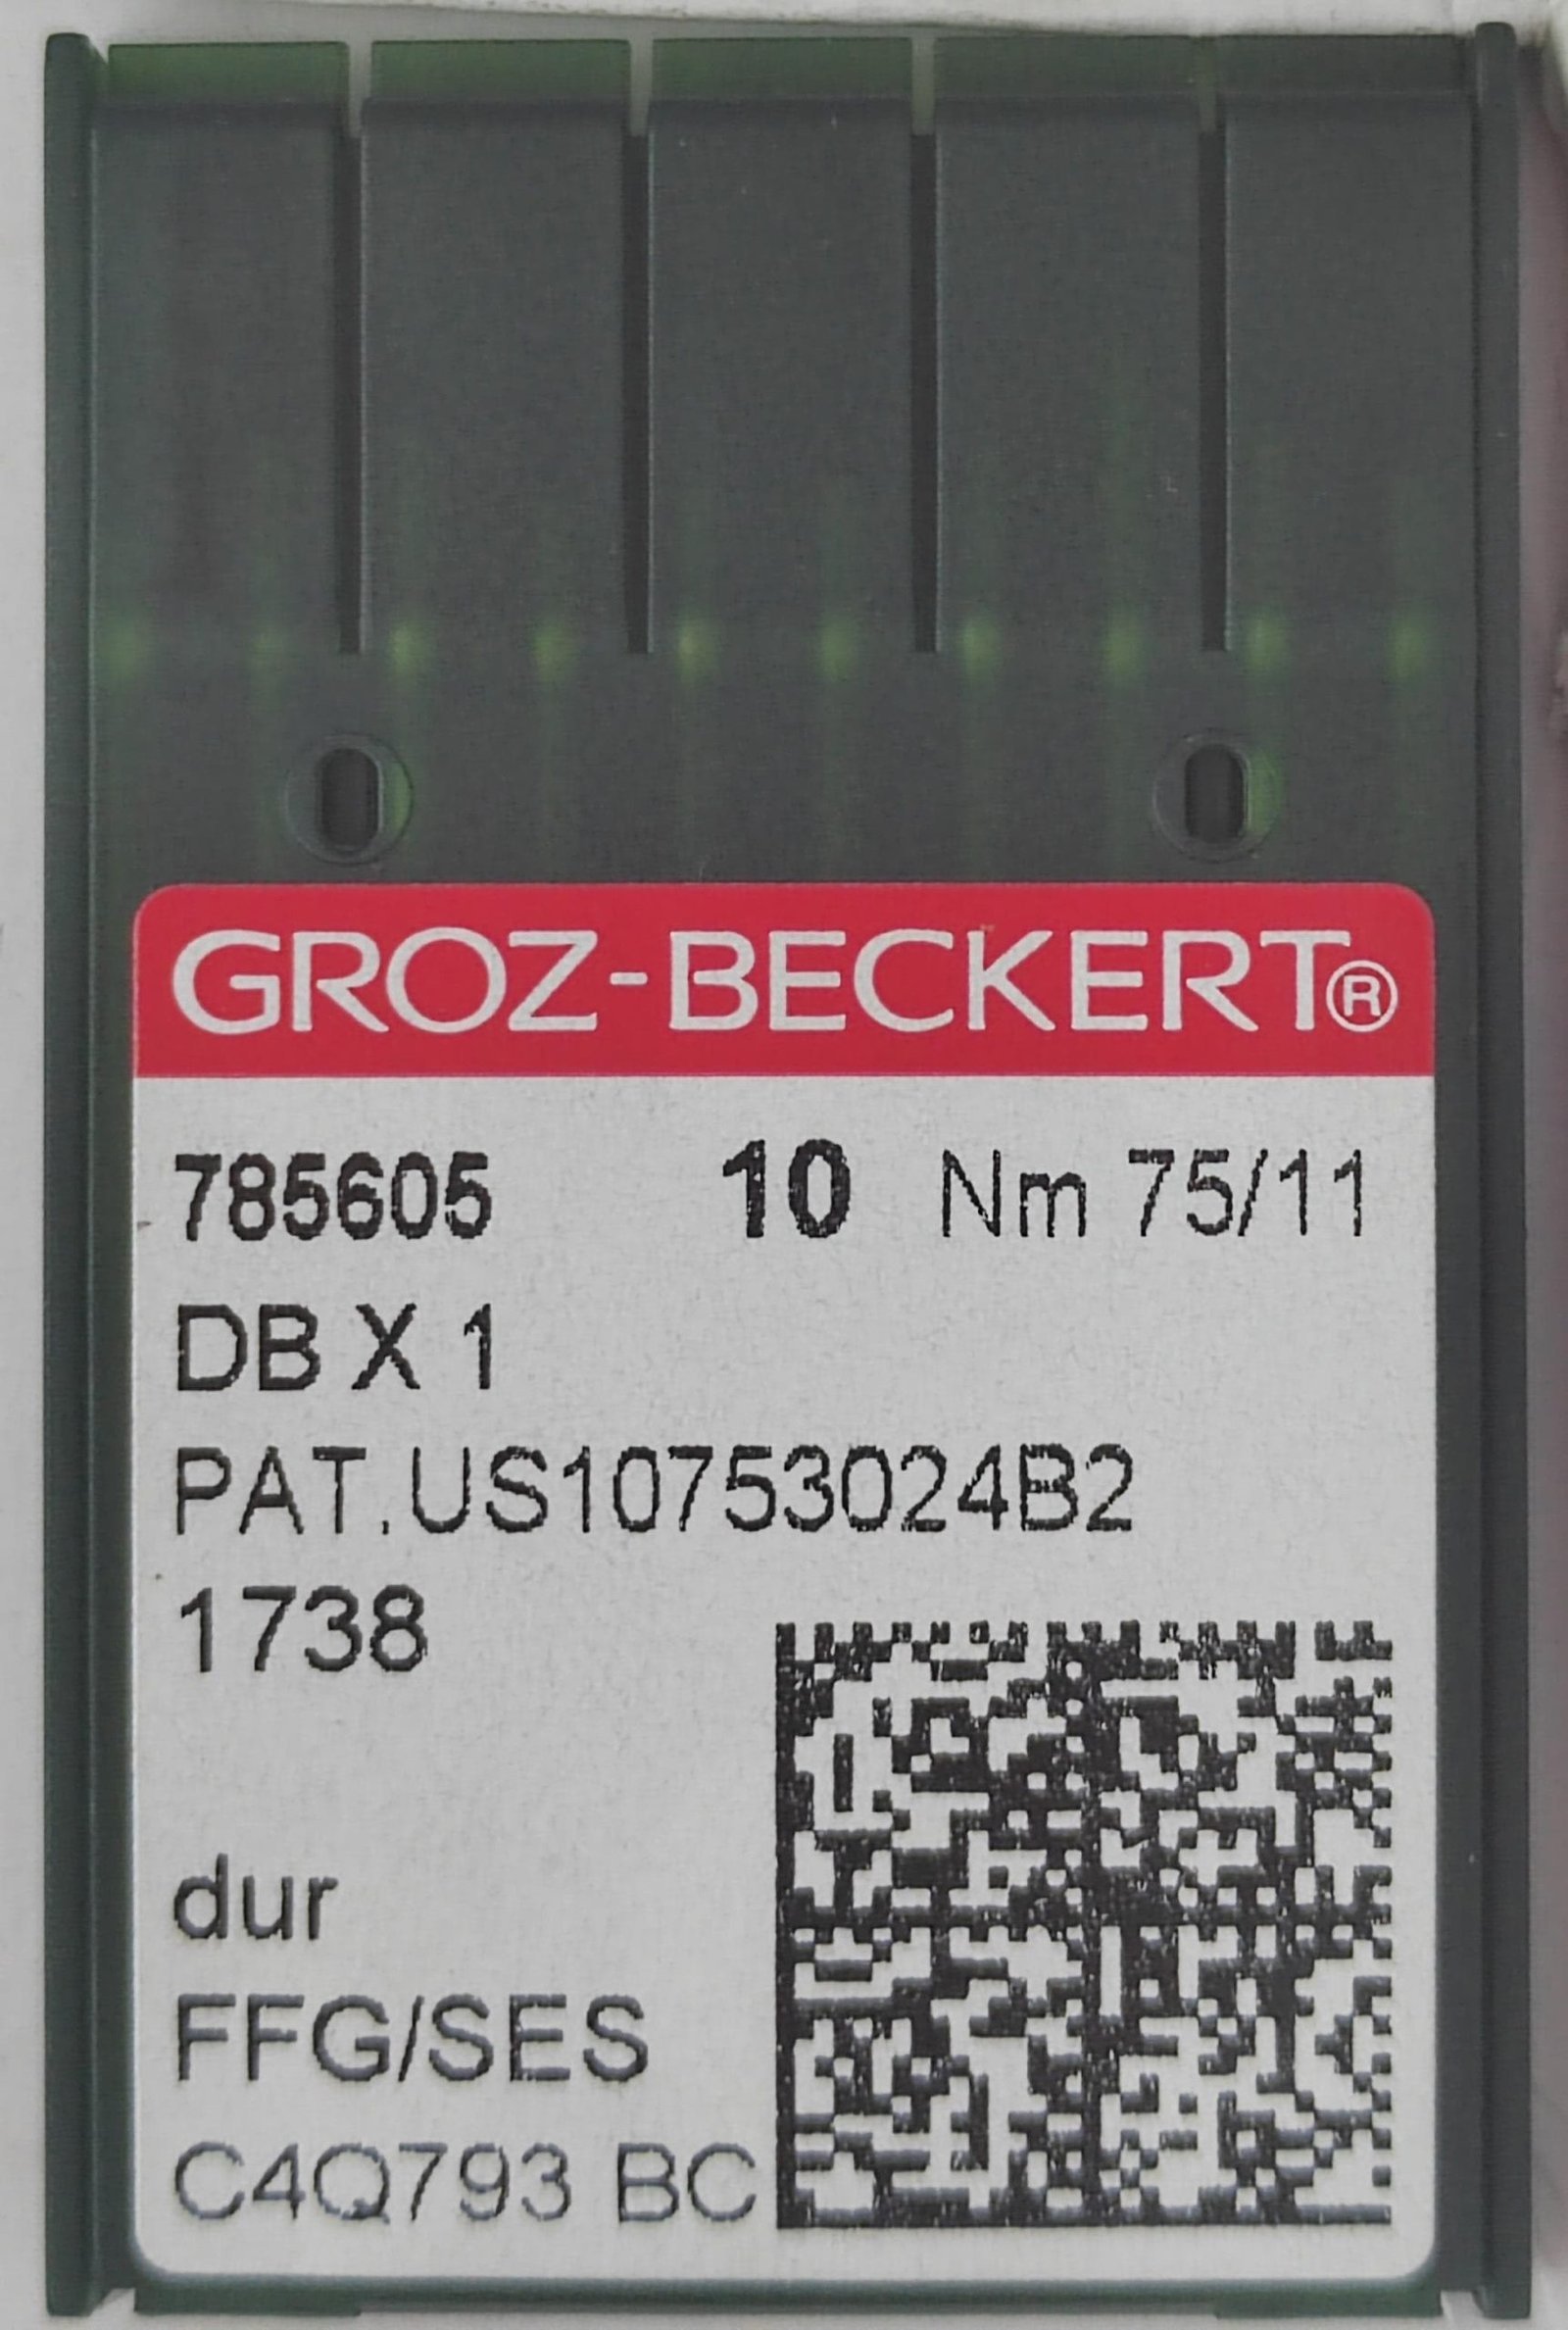 GROZ-BECKERT®
785605 10 Nm 75/11
DB X 1
PAT.US10753024B2
1738
dur
FFG/SES
C4Q793 BC